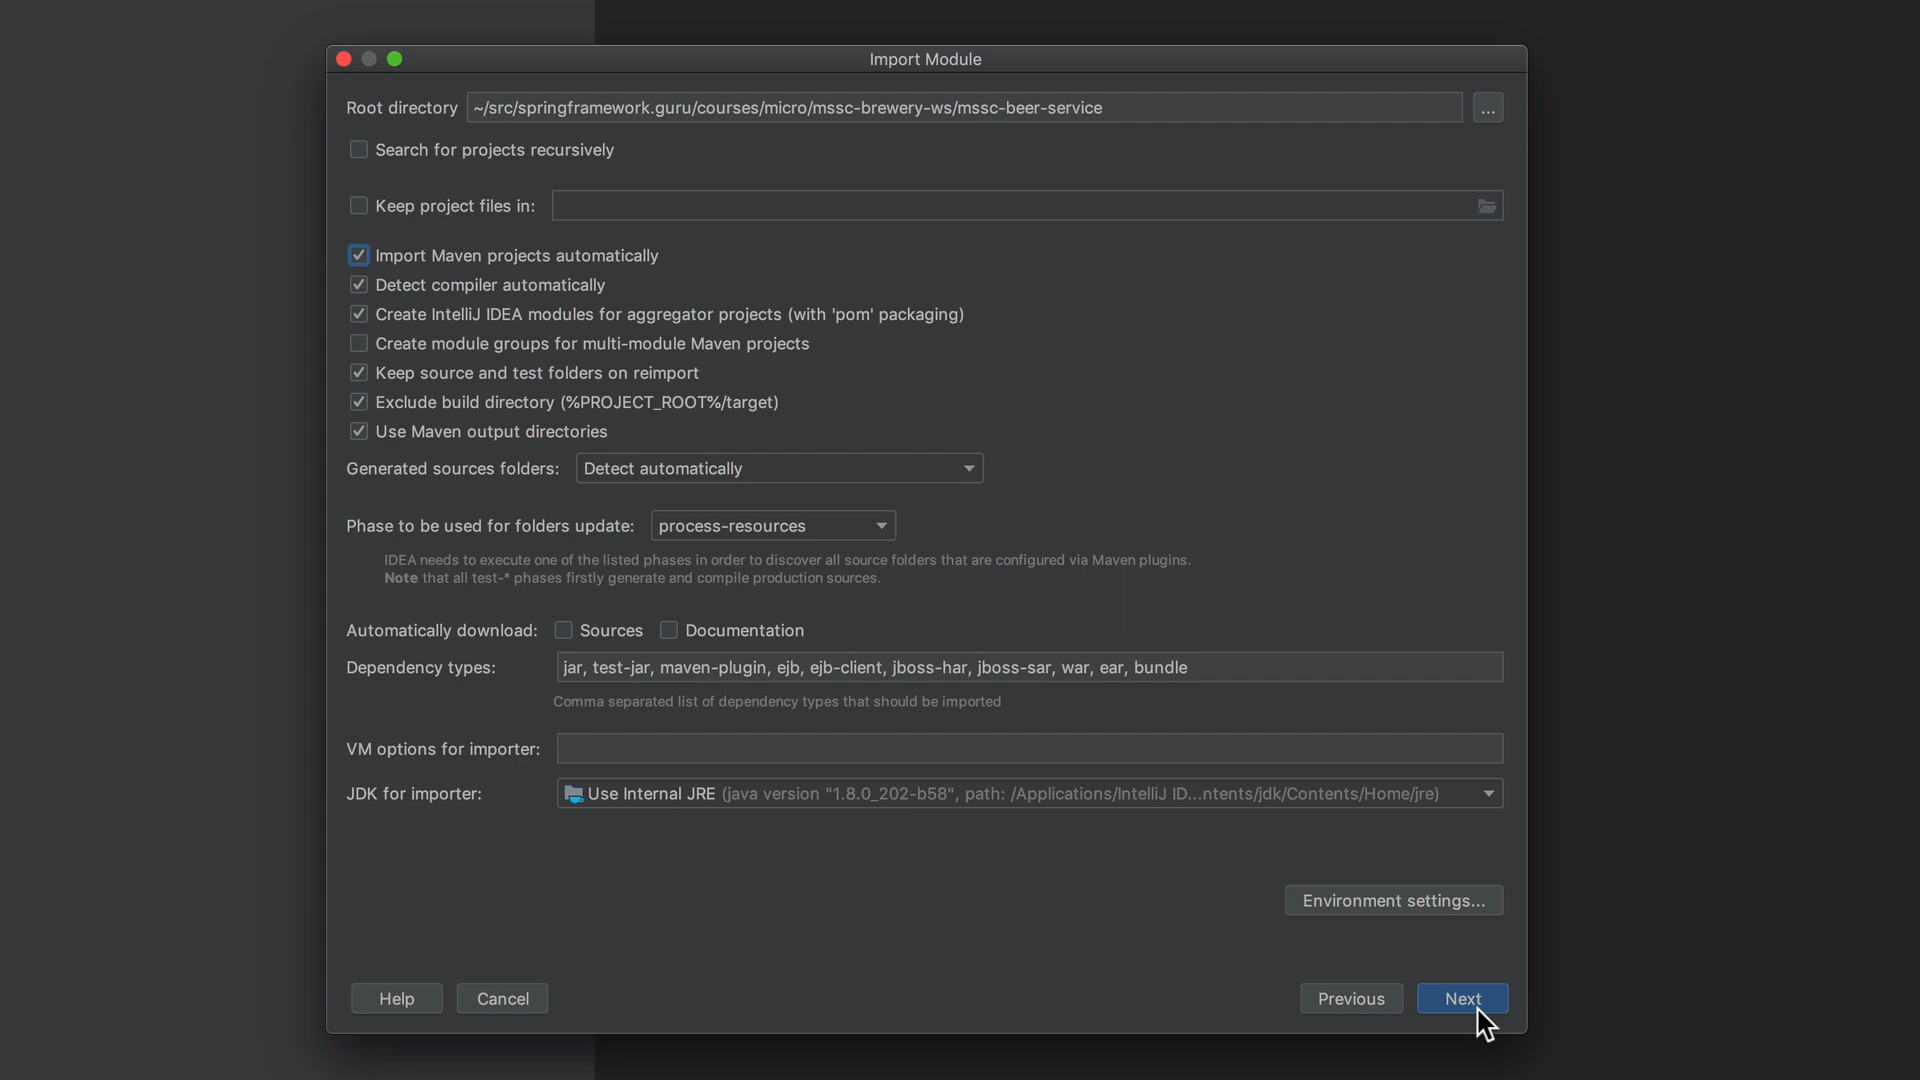 Import Module
Root directory ~/src/springframework.guru/courses/micro/mssc-brewery-ws/mssc-beer-service ...
Search for projects recursively
Keep project files in:
Import Maven projects automatically
Detect compiler automatically
Create IntelliJ IDEA modules for aggregator projects (with 'pom' packaging)
Create module groups for multi-module Maven projects
Keep source and test folders on reimport
Exclude build directory (%PROJECT_ROOT%/target)
Use Maven output directories
Generated sources folders: Detect automatically
Phase to be used for folders update: process-resources
IDEA needs to execute one of the listed phases in order to discover all source folders that are configured via Maven plugins.
Note that all test-* phases firstly generate and compile production sources.
Automatically download: Sources Documentation
Dependency types: jar, test-jar, maven-plugin, ejb, ejb-client, jboss-har, jboss-sar, war, ear, bundle
Comma separated list of dependency types that should be imported
VM options for importer:
JDK for importer: Use Internal JRE (java version "1.8.0_202-b58", path: /Applications/IntelliJ ID...ntents/jdk/Contents/Home/jre)
Environment settings...
Help Cancel Previous Next